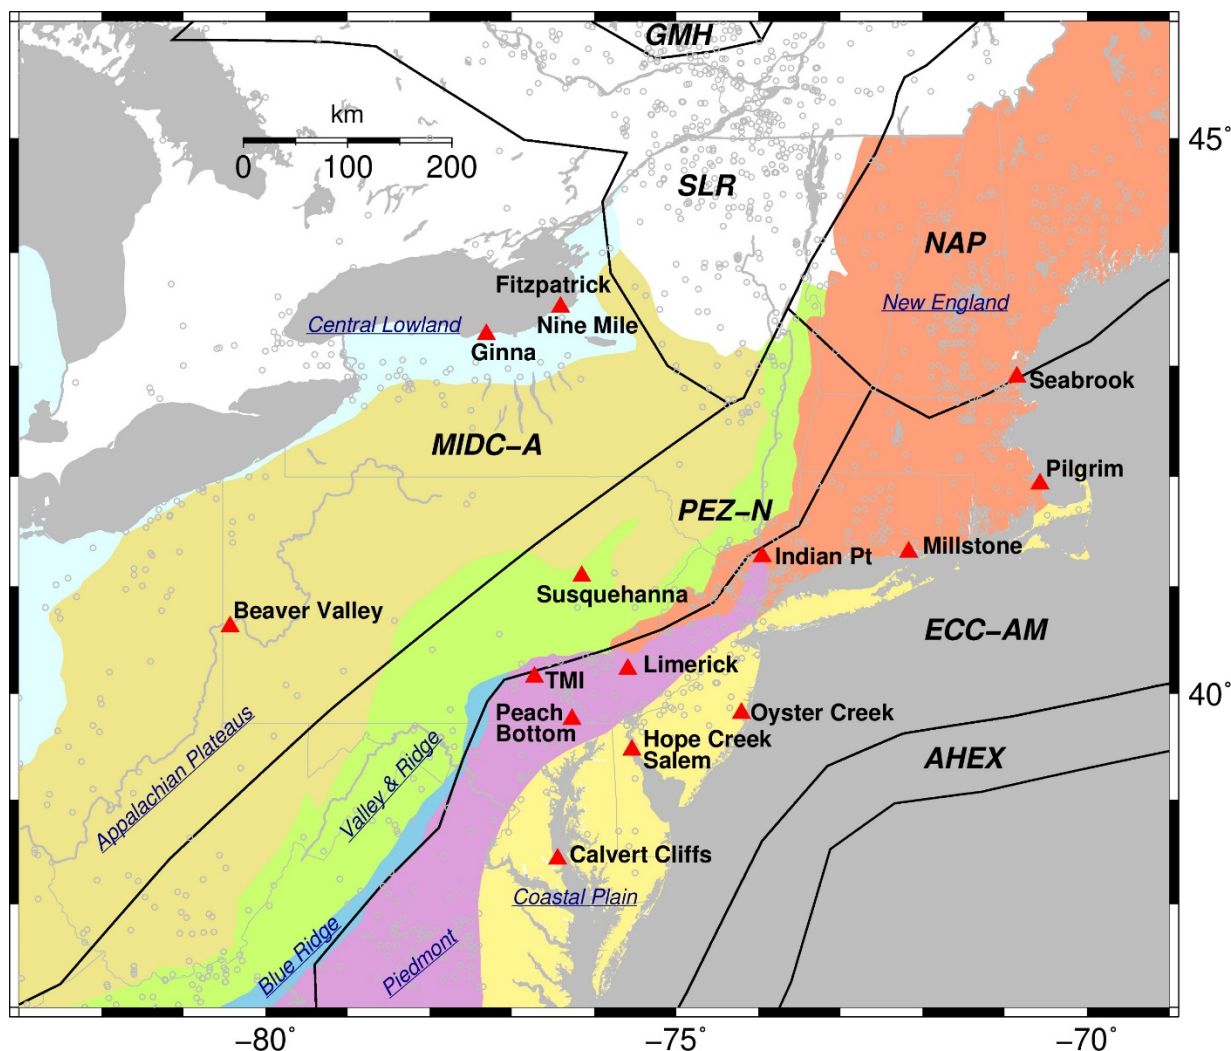 GMH
km
0 100 200
45°
SLR
NAP
New England
Fitzpatrick
Central Lowland
Nine Mile
Ginna
Seabrook
MIDC–A
Pilgrim
PEZ–N
Millstone
Indian Pt
Susquehanna
Beaver Valley
ECC–AM
Limerick
TMI
40°
Peach
Bottom
Oyster Creek
Hope Creek
Salem
AHEX
Appalachian Plateaus
Valley & Ridge
Calvert Cliffs
Coastal Plain
Blue Ridge
Piedmont
−80°
−75°
−70°